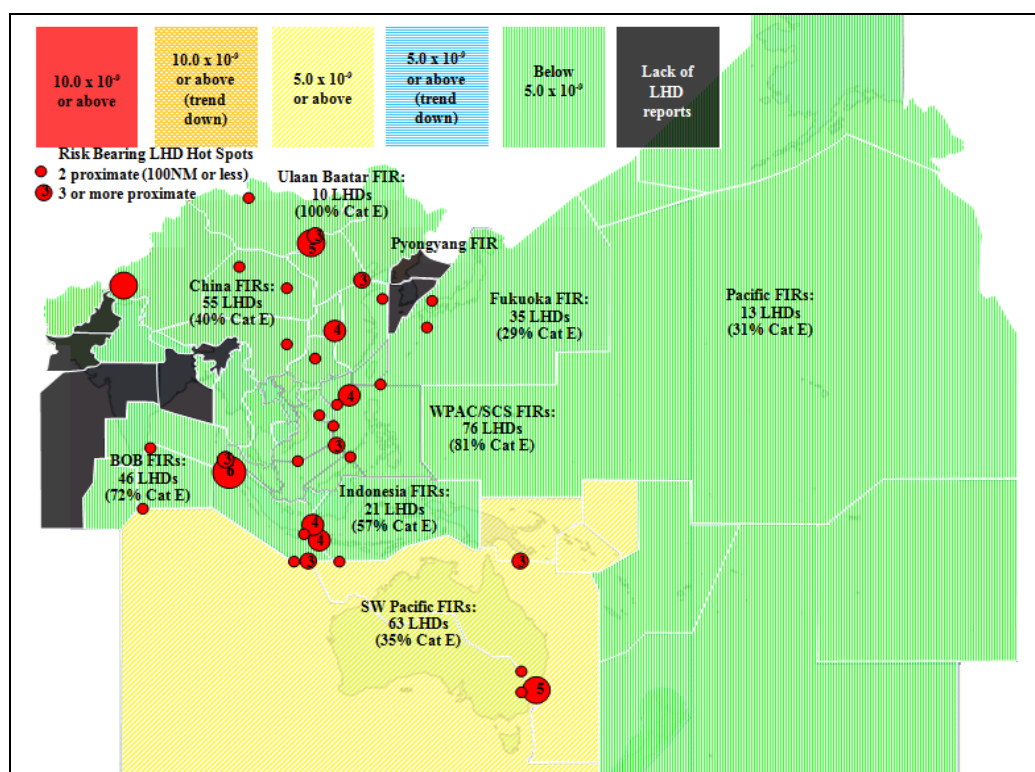 10.0 x 10⁻⁹
or above
10.0 x 10⁻⁹
or above
(trend
down)
5.0 x 10⁻⁹
or above
5.0 x 10⁻⁹
or above
(trend
down)
Below
5.0 x 10⁻⁹
Lack of
LHD
reports
Risk Bearing LHD Hot Spots
2 proximate (100NM or less)
3
3 or more proximate
Ulaan Baatar FIR:
10 LHDs
(100% Cat E)
3
5
Pyongyang FIR
3
China FIRs:
55 LHDs
(40% Cat E)
Fukuoka FIR:
35 LHDs
(29% Cat E)
Pacific FIRs:
13 LHDs
(31% Cat E)
4
4
WPAC/SCS FIRs:
76 LHDs
(81% Cat E)
3
BOB FIRs:
46 LHDs
(72% Cat E)
3
6
Indonesia FIRs:
21 LHDs
(57% Cat E)
4
4
3
3
SW Pacific FIRs:
63 LHDs
(35% Cat E)
5